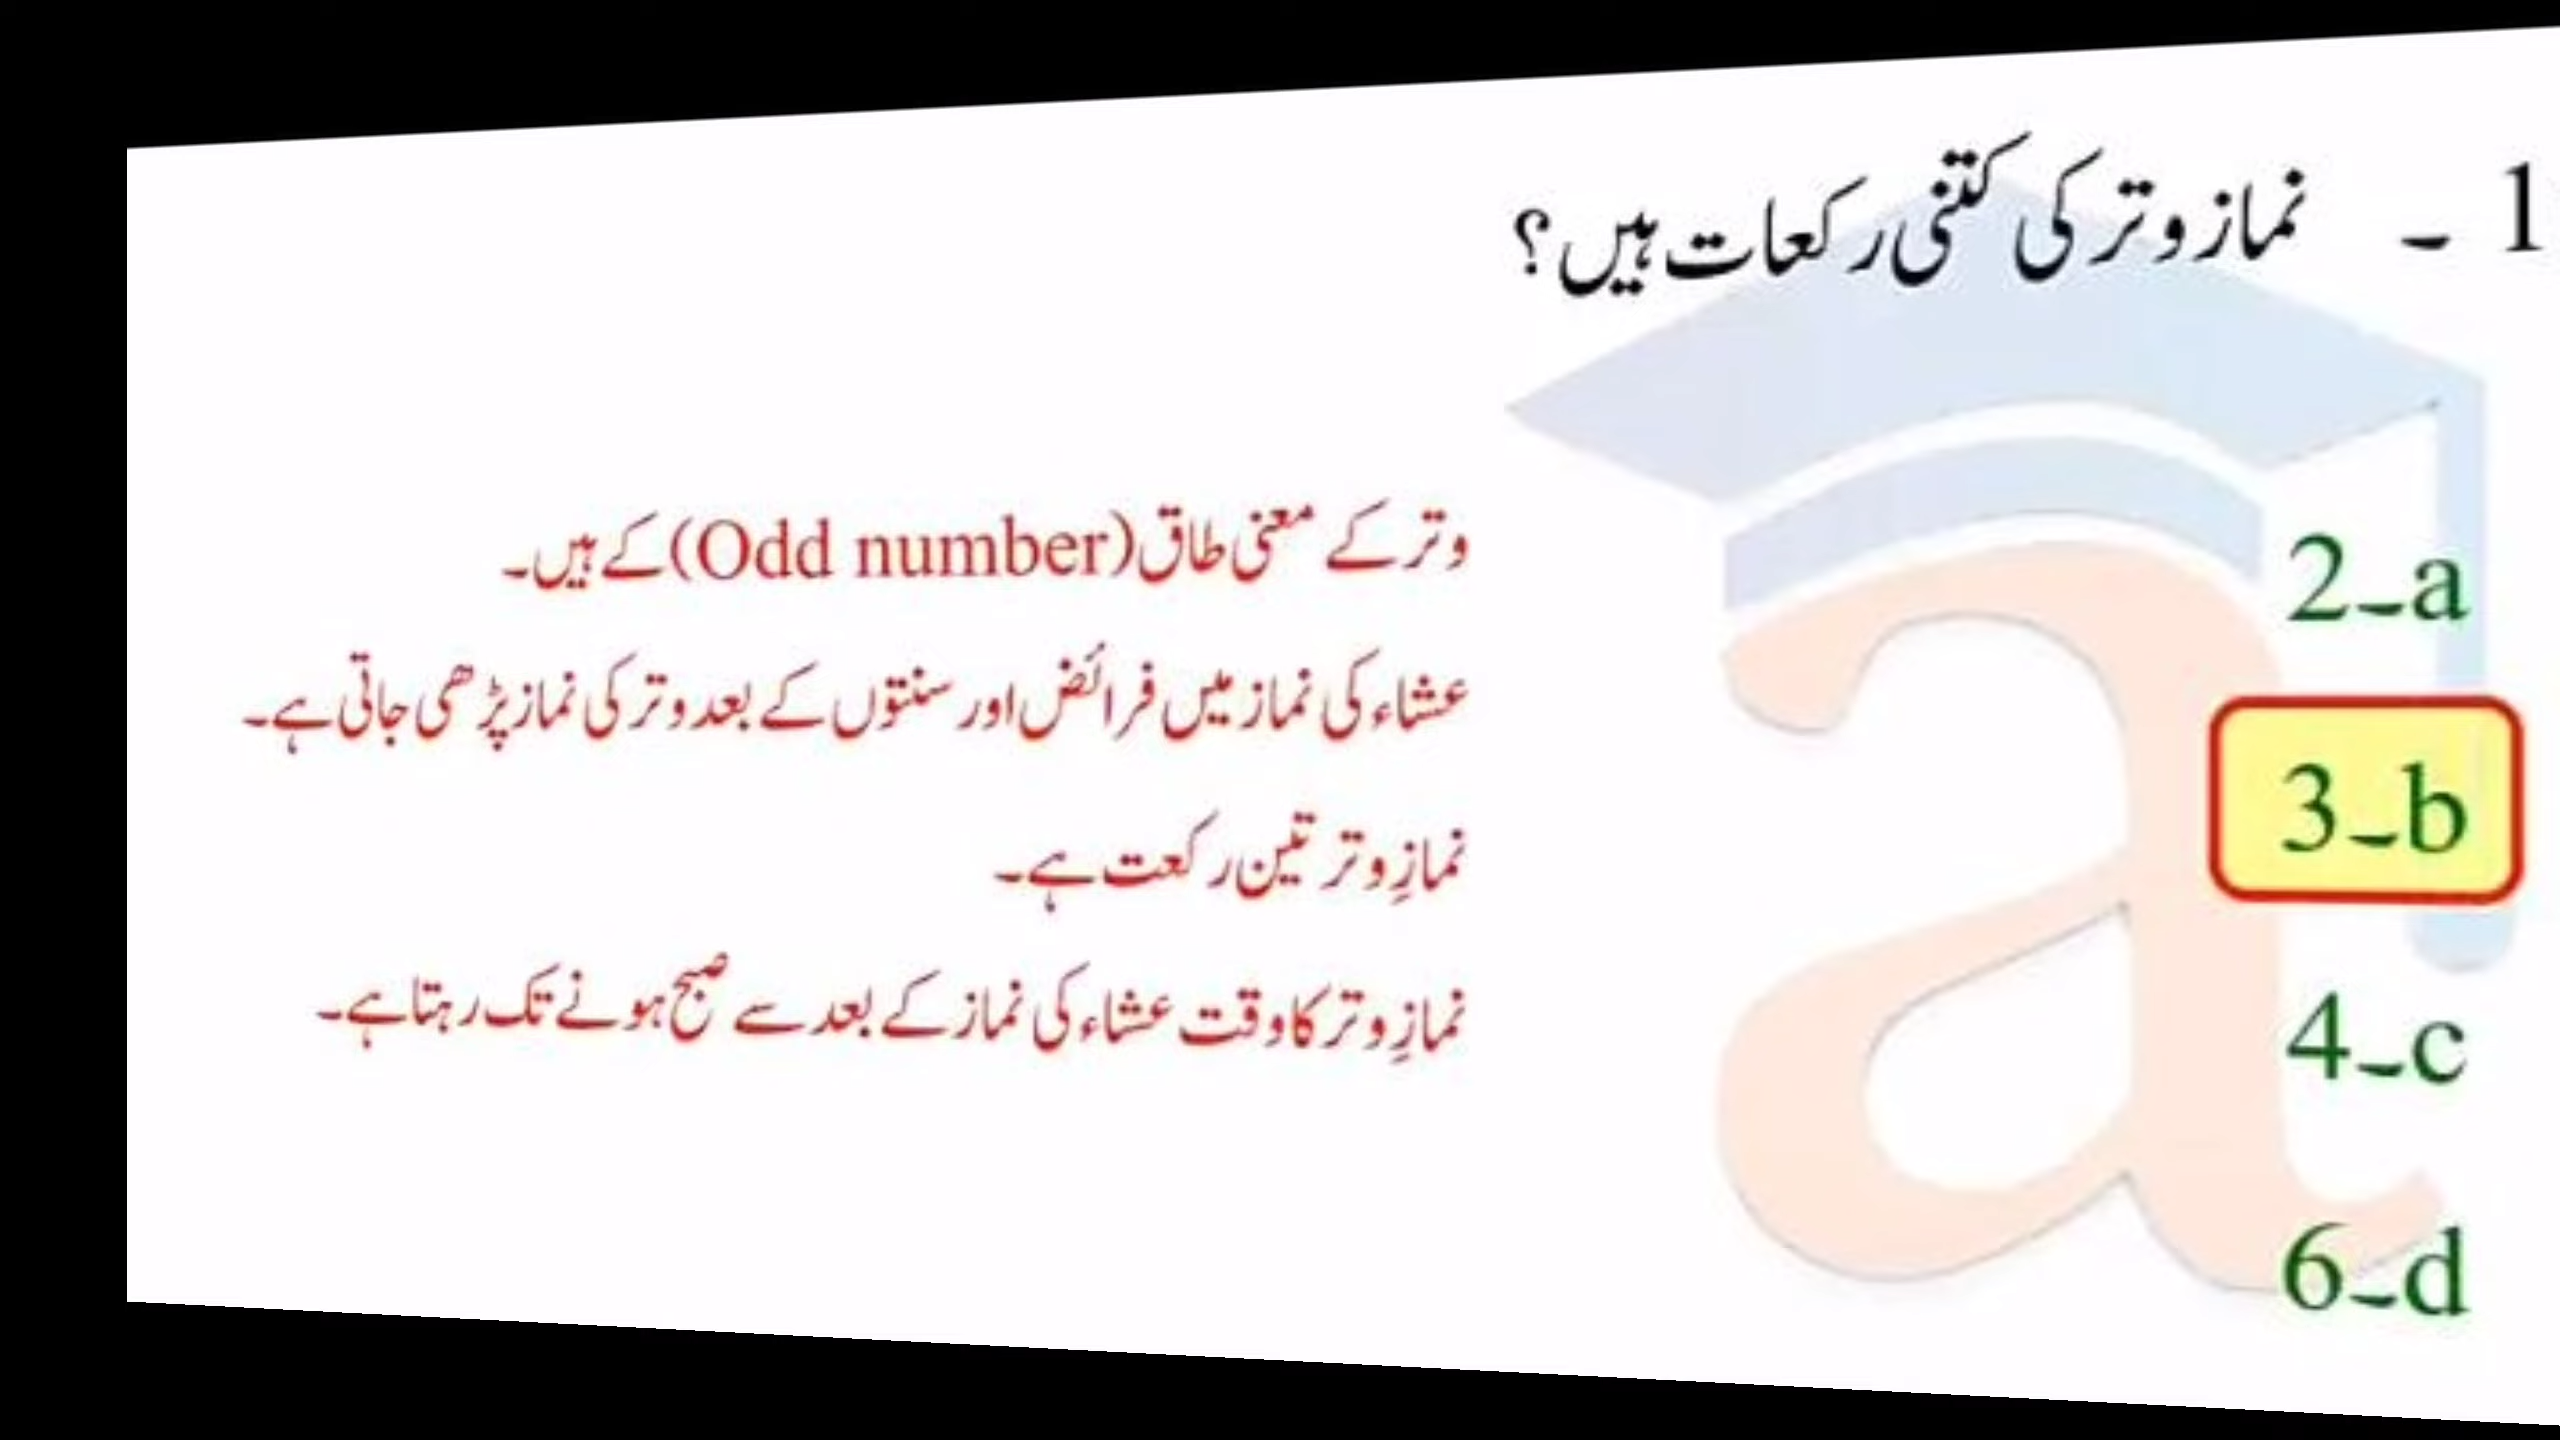 1 ۔ نماز وتر کی کتنی رکعات ہیں؟
a۔2
b۔3
c۔4
d۔6
وتر کے معنی طاق (Odd number) کے ہیں۔
عشاء کی نماز میں فرائض اور سنتوں کے بعد وتر کی نماز پڑھی جاتی ہے۔
نمازِ وتر تین رکعت ہے۔
نمازِ وتر کا وقت عشاء کی نماز کے بعد سے صبح ہونے تک رہتا ہے۔